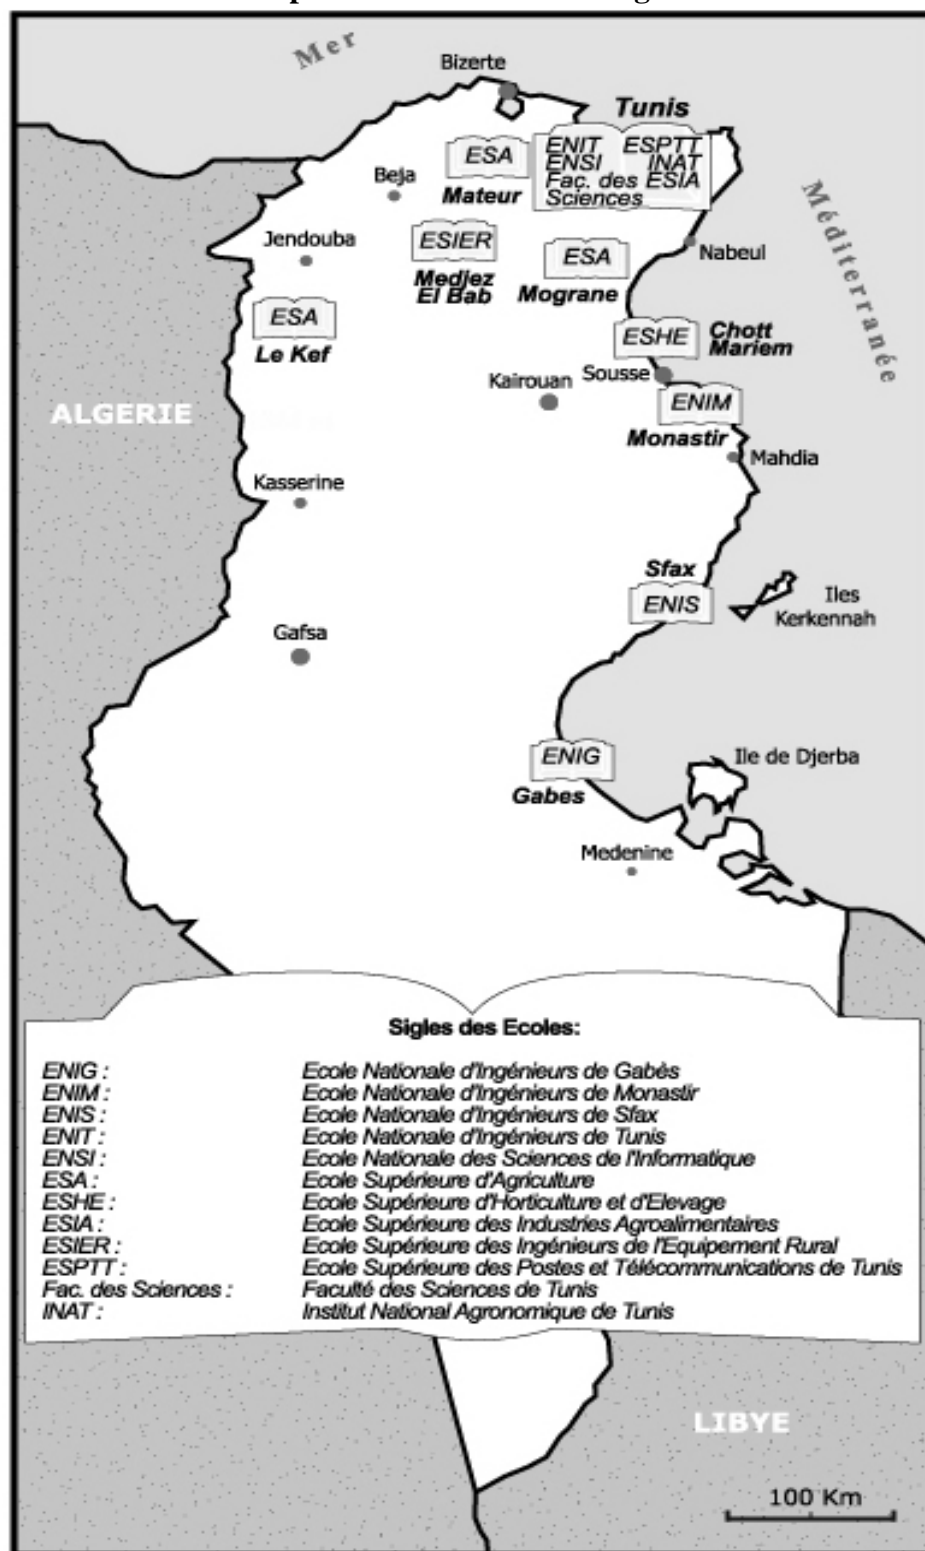 Mer
Bizerte
Tunis
ENIT ESPTT
ENSI INAT
Fac. des ESIA
Sciences
ESA
Mateur
Beja
Méditerranée
Jendouba
ESIER
Medjez
El Bab
ESA
Mograne
Nabeul
ESA
Le Kef
ESHE
Chott
Mariem
Sousse
Kairouan
ALGERIE
ENIM
Monastir
Mahdia
Kasserine
Sfax
ENIS
Iles
Kerkennah
Gafsa
ENIG
Gabes
Ile de Djerba
Medenine
Sigles des Ecoles:
ENIG : Ecole Nationale d'Ingénieurs de Gabès
ENIM : Ecole Nationale d'Ingénieurs de Monastir
ENIS : Ecole Nationale d'Ingénieurs de Sfax
ENIT : Ecole Nationale d'Ingénieurs de Tunis
ENSI : Ecole Nationale des Sciences de l'Informatique
ESA : Ecole Supérieure d'Agriculture
ESHE : Ecole Supérieure d'Horticulture et d'Elevage
ESIA : Ecole Supérieure des Industries Agroalimentaires
ESIER : Ecole Supérieure des Ingénieurs de l'Equipement Rural
ESPTT : Ecole Supérieure des Postes et Télécommunications de Tunis
Fac. des Sciences : Faculté des Sciences de Tunis
INAT : Institut National Agronomique de Tunis
LIBYE
100 Km